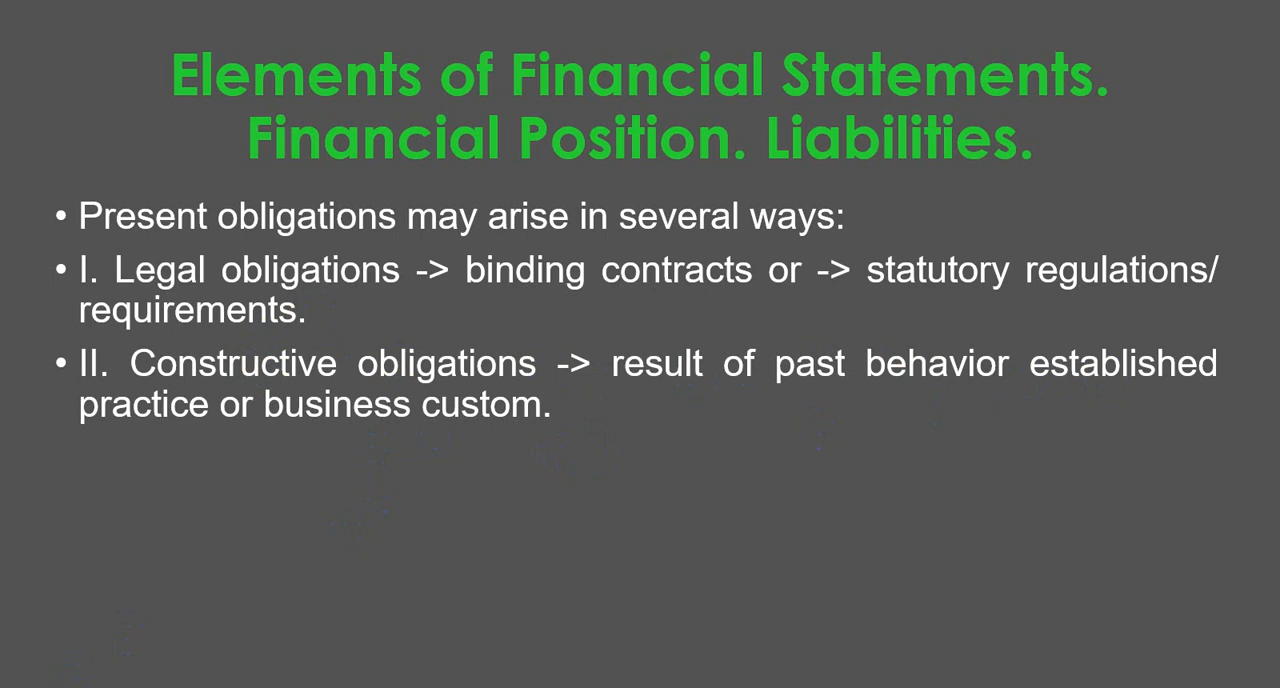 Elements of Financial Statements.
Financial Position. Liabilities.
• Present obligations may arise in several ways:
• I. Legal obligations -> binding contracts or -> statutory regulations/
requirements.
• II. Constructive obligations -> result of past behavior established
practice or business custom.